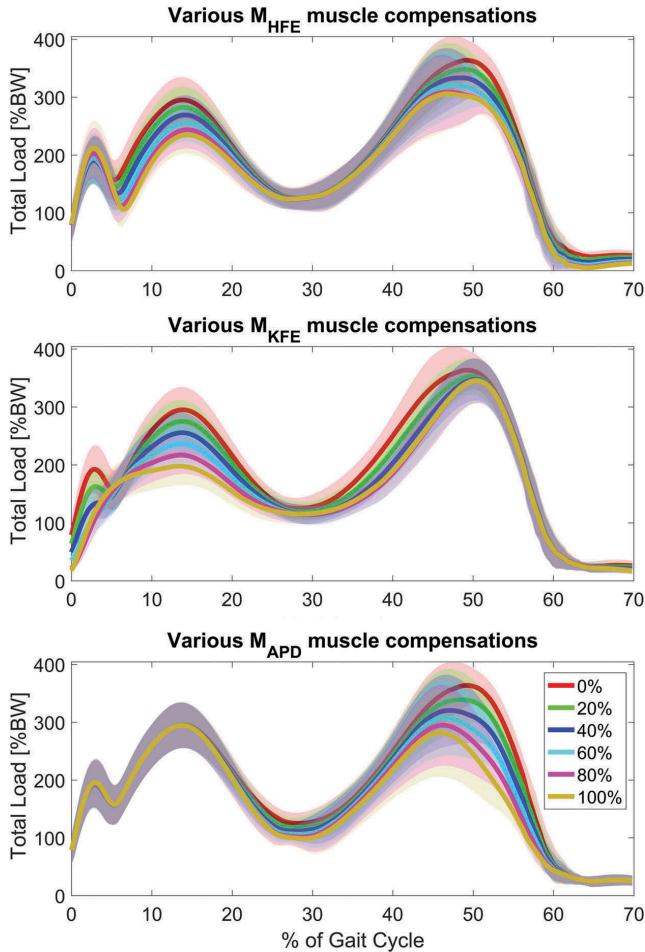 Various M_HFE muscle compensations
400
300
200
100
0
Total Load [%BW]
0 10 20 30 40 50 60 70
Various M_KFE muscle compensations
400
300
200
100
0
Total Load [%BW]
0 10 20 30 40 50 60 70
Various M_APD muscle compensations
400
300
200
100
0
Total Load [%BW]
0%
20%
40%
60%
80%
100%
0 10 20 30 40 50 60 70
% of Gait Cycle